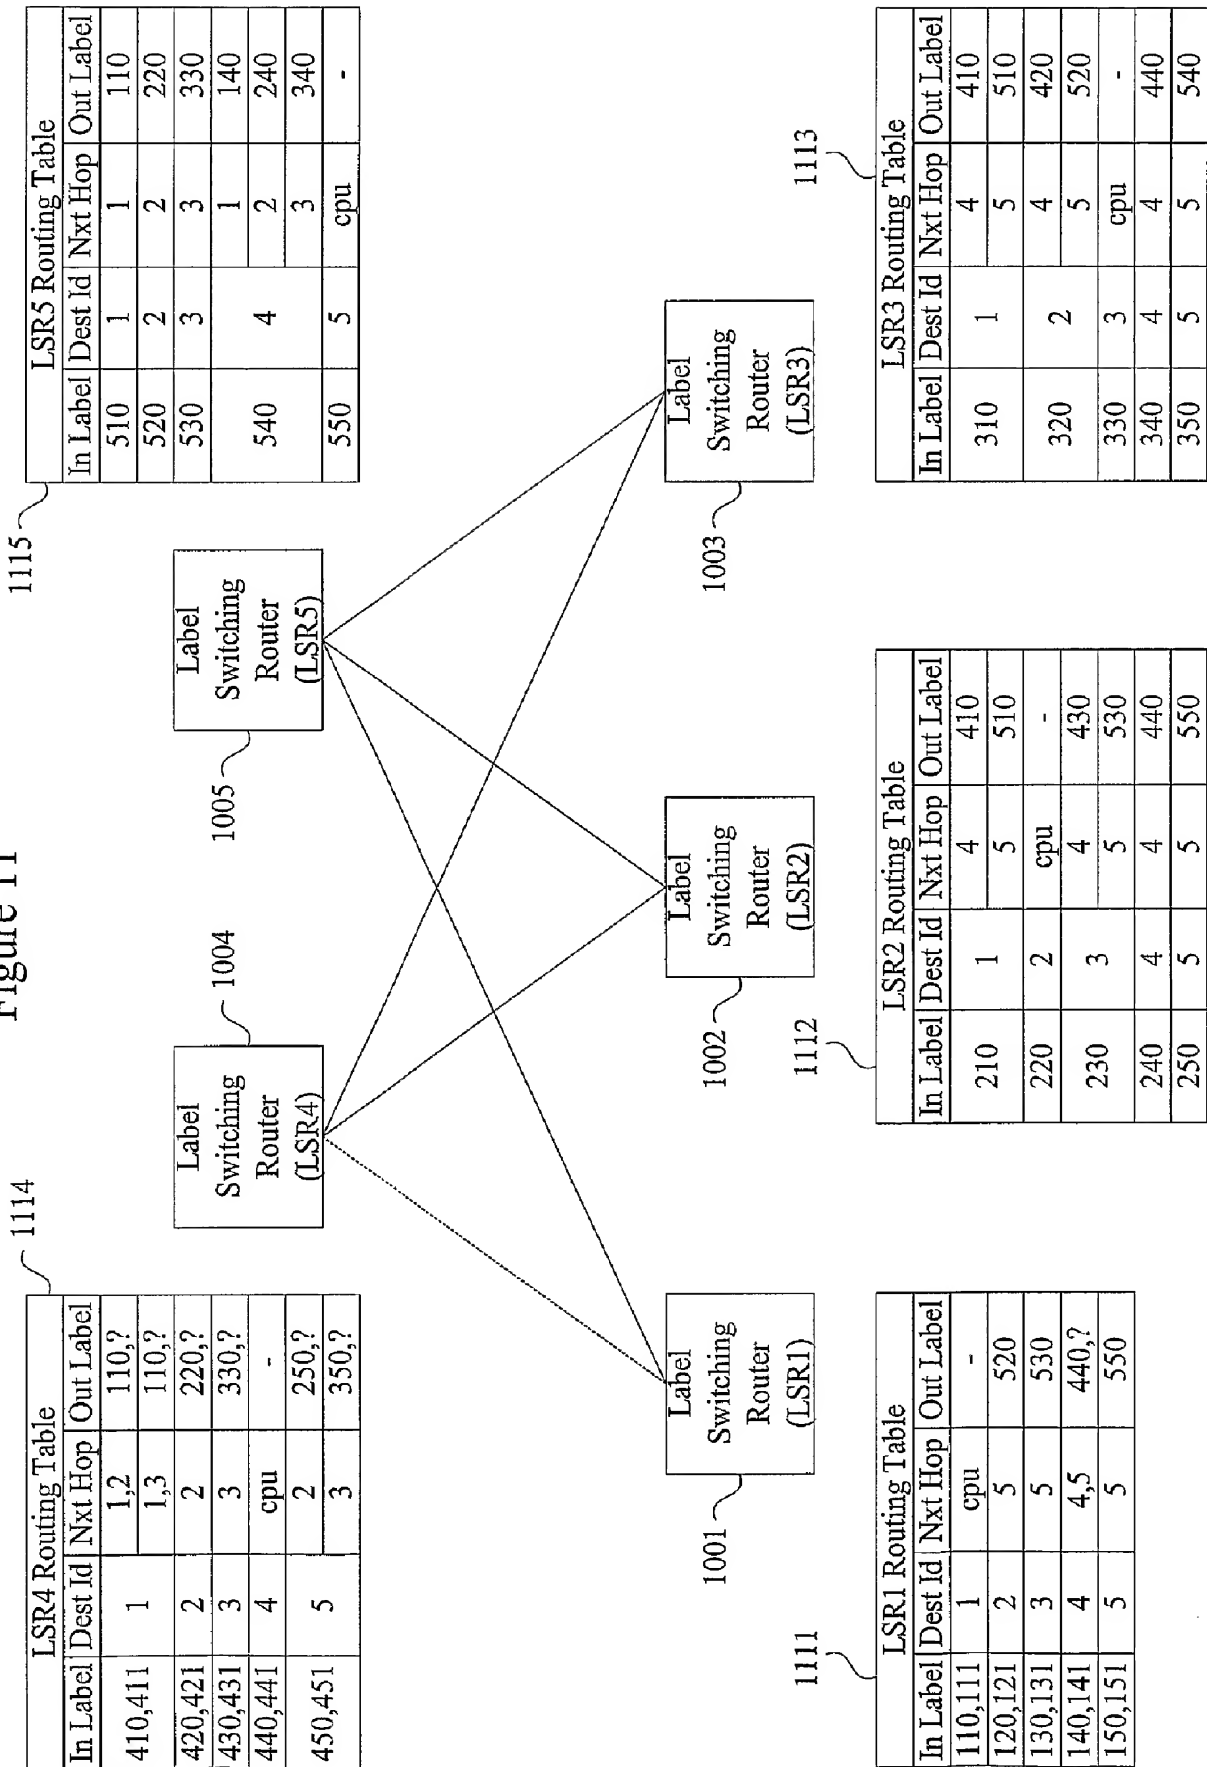 Figure 11
1114
LSR4 Routing Table
In Label Dest Id Nxt Hop Out Label
410,411 1 1,2 110,?
1,3 110,?
420,421 2 2 220,?
430,431 3 3 330,?
440,441 4 cpu -
450,451 5 2 250,?
3 350,?
1115
LSR5 Routing Table
In Label Dest Id Nxt Hop Out Label
510 1 1 110
520 2 2 220
530 3 3 330
540 4 1 140
2 240
3 340
550 5 cpu -
1004
Label
Switching
Router
(LSR4)
1005
Label
Switching
Router
(LSR5)
1001
Label
Switching
Router
(LSR1)
1002
Label
Switching
Router
(LSR2)
1003
Label
Switching
Router
(LSR3)
1111
LSR1 Routing Table
In Label Dest Id Nxt Hop Out Label
110,111 1 cpu -
120,121 2 5 520
130,131 3 5 530
140,141 4 4,5 440,?
150,151 5 5 550
1112
LSR2 Routing Table
In Label Dest Id Nxt Hop Out Label
210 1 4 410
5 510
220 2 cpu -
230 3 4 430
5 530
240 4 4 440
250 5 5 550
1113
LSR3 Routing Table
In Label Dest Id Nxt Hop Out Label
310 1 4 410
5 510
320 2 4 420
5 520
330 3 cpu -
340 4 4 440
350 5 5 540